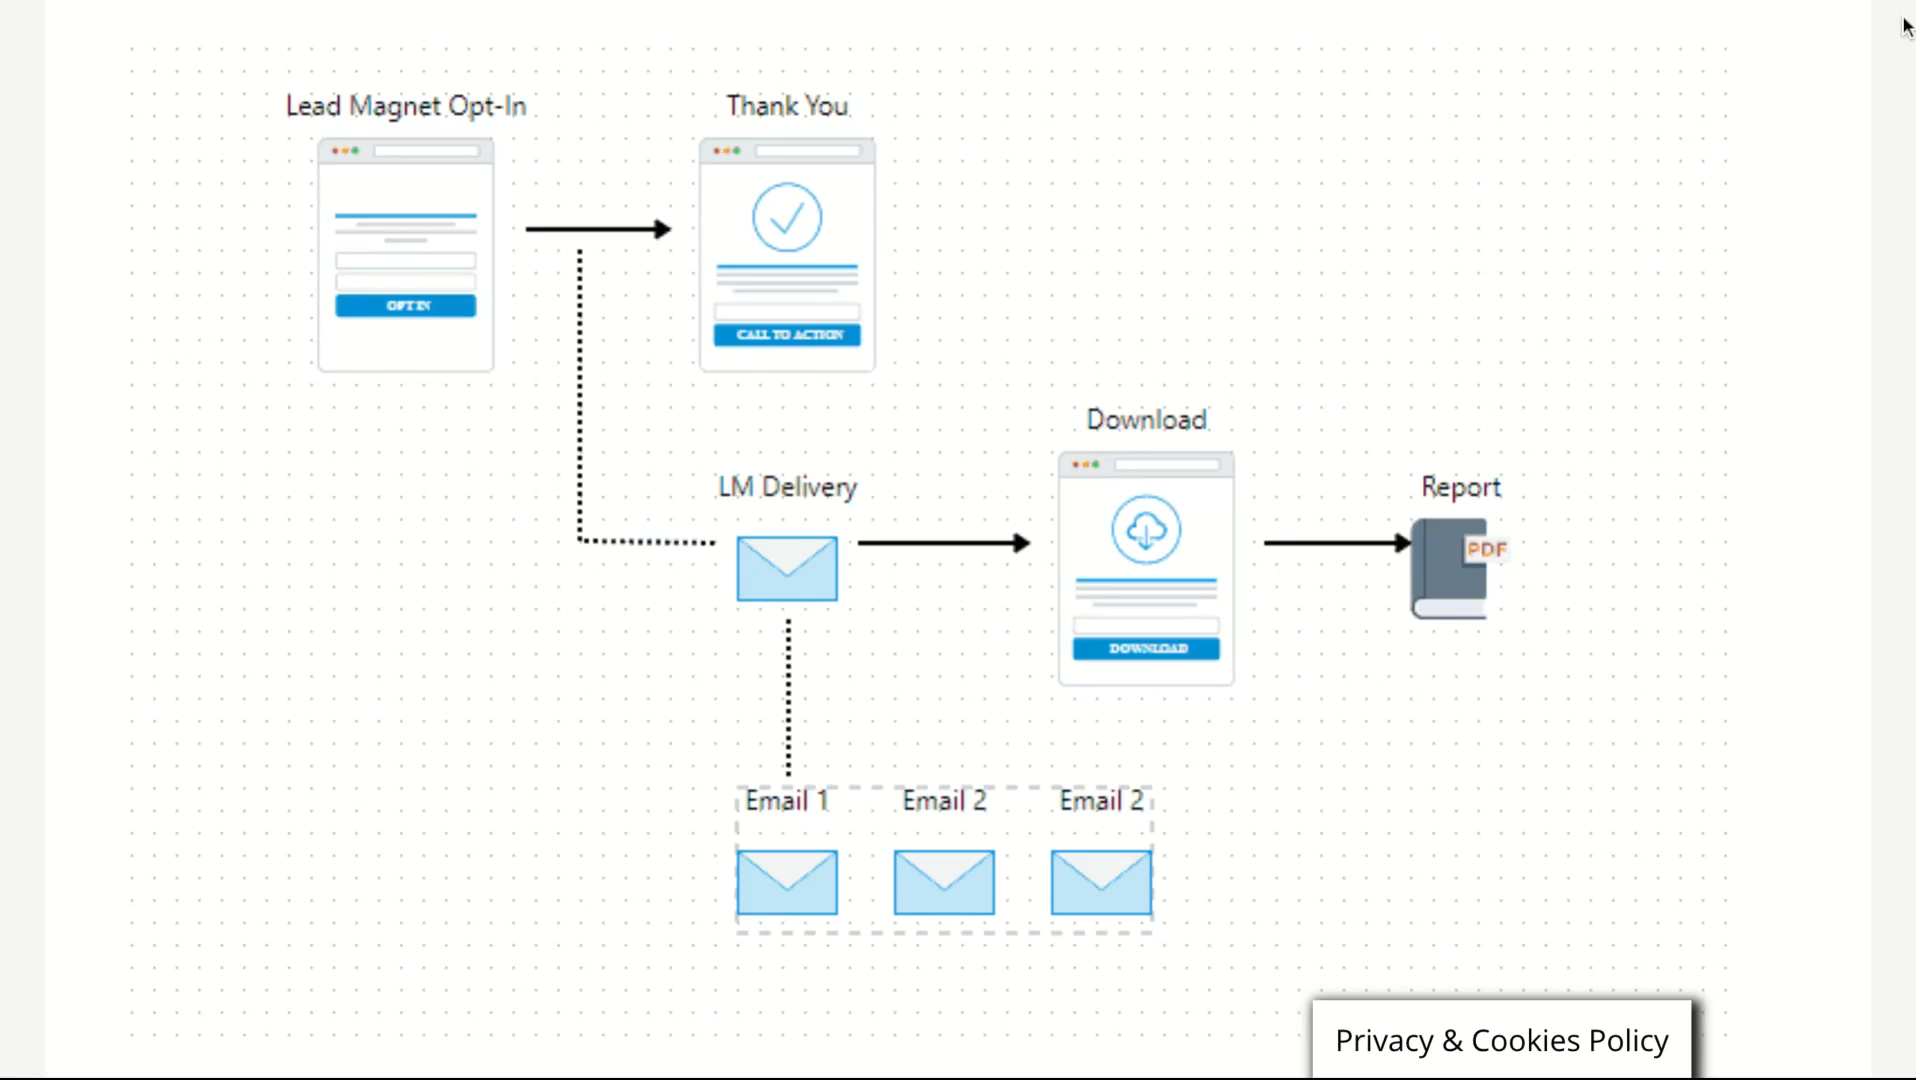 Lead Magnet Opt-In
Thank You
OPT IN
CALL TO ACTION
Download
LM Delivery
Report
PDF
DOWNLOAD
Email 1
Email 2
Email 2
Privacy & Cookies Policy